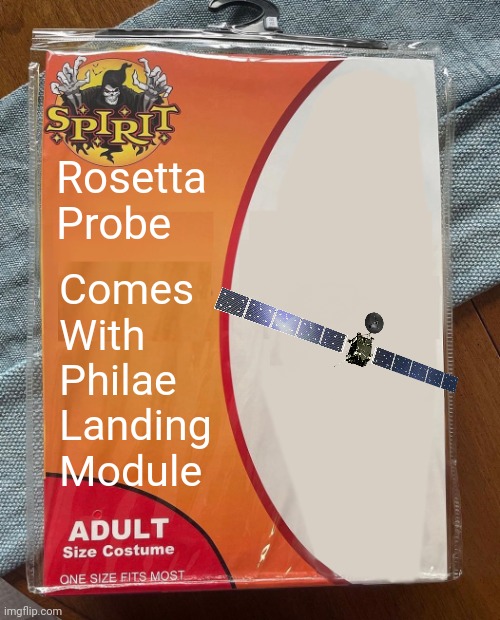 SPIRIT
Rosetta
Probe
Comes
With
Philae
Landing
Module
ADULT
Size Costume
ONE SIZE FITS MOST
imgflip.com